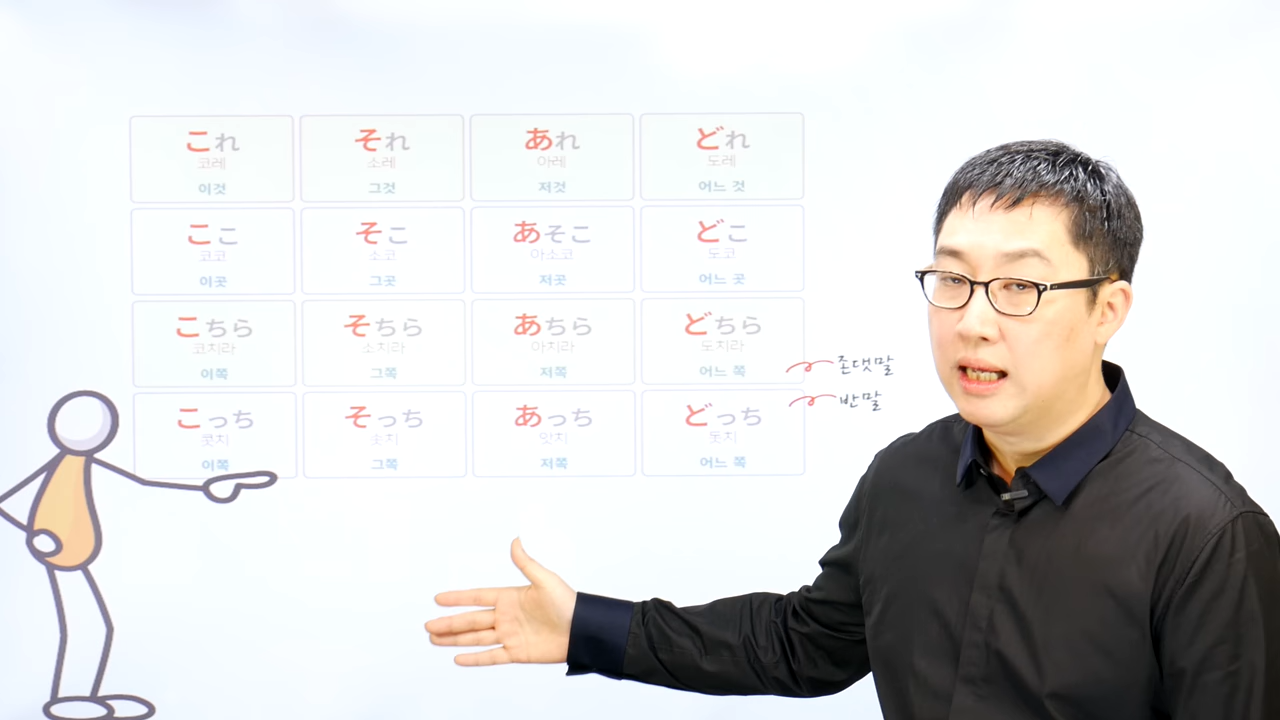 これ それ あれ どれ
코레 소레 아레 도레
이것 그것 저것 어느 것
ここ そこ あそこ どこ
코코 소코 아소코 도코
이곳 그곳 저곳 어느 곳
こちら そちら あちら どちら
코치라 소치라 아치라 도치라
이쪽 그쪽 저쪽 어느 쪽
존댓말
こっち そっち あっち どっち
반말
콧치 솟치 앗치 돗치
이쪽 그쪽 저쪽 어느 쪽